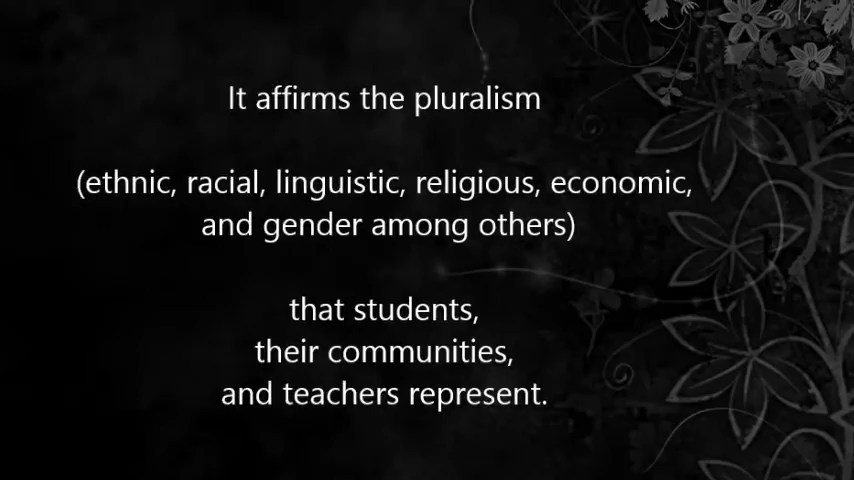 It affirms the pluralism
(ethnic, racial, linguistic, religious, economic,
and gender among others)
that students,
their communities,
and teachers represent.